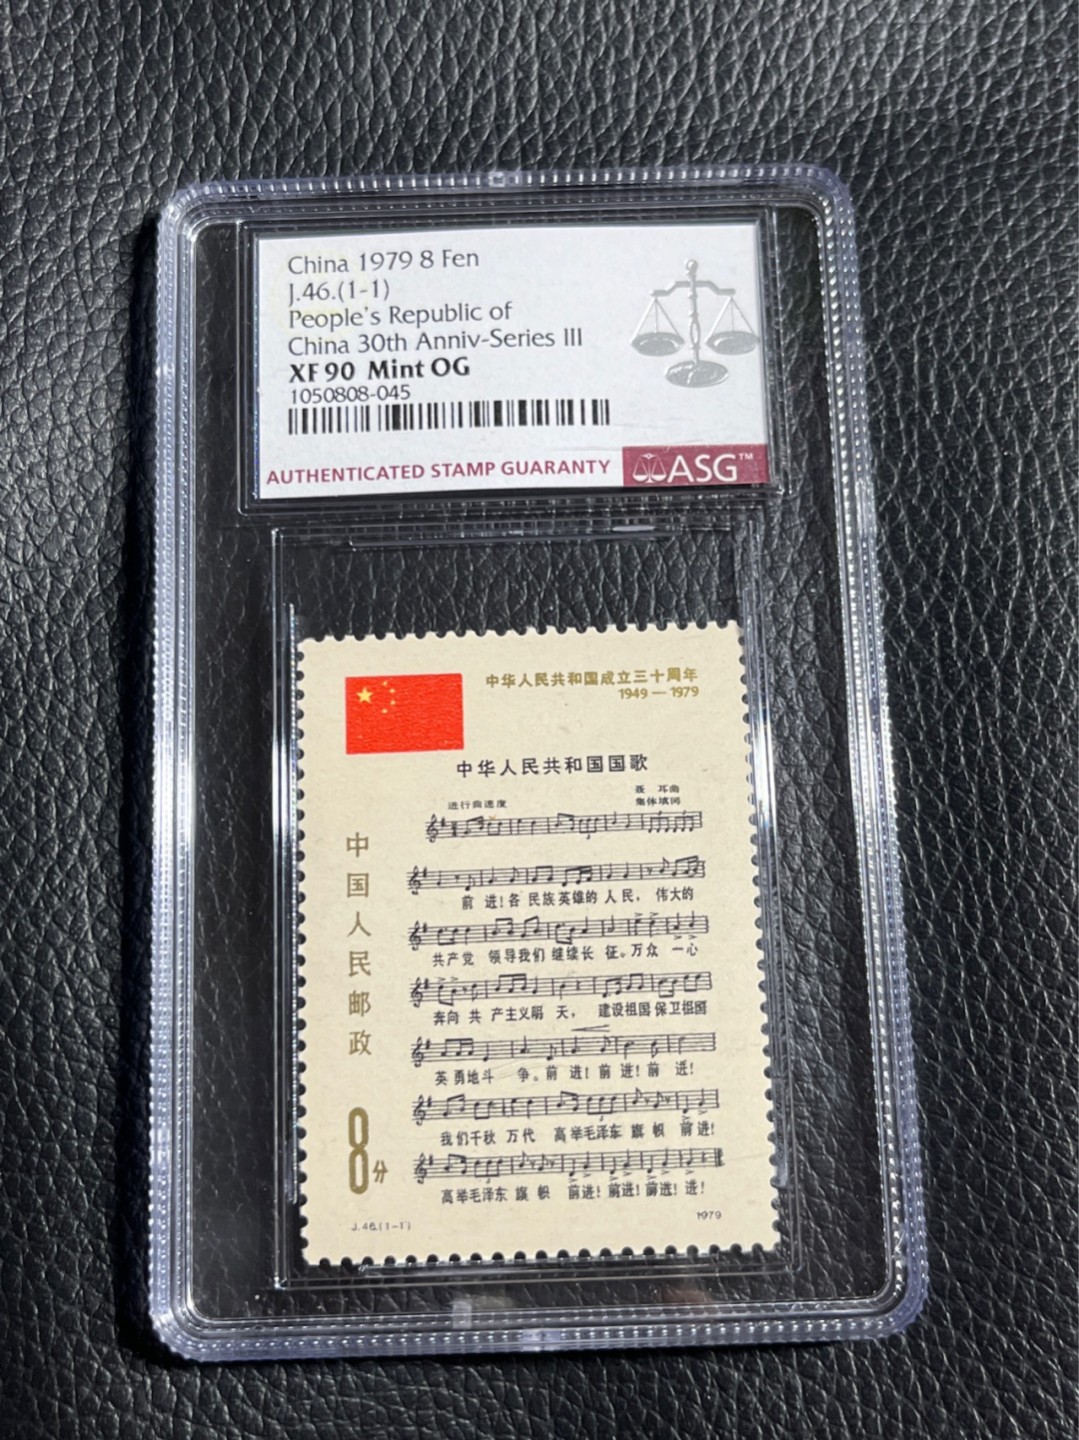 China 1979 8 Fen
J.46.(1-1)
People's Republic of
China 30th Anniv-Series III
XF 90 Mint OG
1050808-045
AUTHENTICATED STAMP GUARANTY
ASG™
中华人民共和国成立三十周年
1949—1979
中华人民共和国国歌
聂 耳曲
进行曲速度
集体填词
前 进!各 民族英雄的 人 民, 伟大的
共产党 领导我们 继续长 征。万众 一心
奔向 共 产主义明 天, 建设祖国 保卫祖国
英 勇地斗 争。前 进! 前 进! 前 进!
我们千秋 万代 高举毛泽东 旗 帜 前进!
高举毛泽东 旗 帜 前进! 前进! 前进! 进!
中国人民邮政
8分
J.46.(1-1)
1979